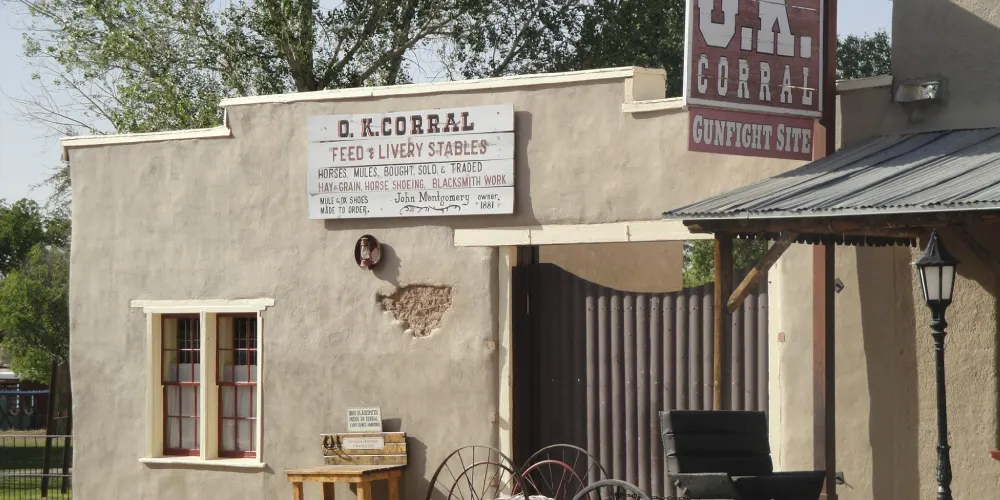 O. K. CORRAL
FEED & LIVERY STABLES
HORSES, MULES, BOUGHT, SOLD, & TRADED
HAY & GRAIN, HORSE SHOEING, BLACKSMITH WORK
MULE & OX SHOES
MADE TO ORDER.
John Montgomery owner,
1881
O.K.
CORRAL
GUNFIGHT SITE